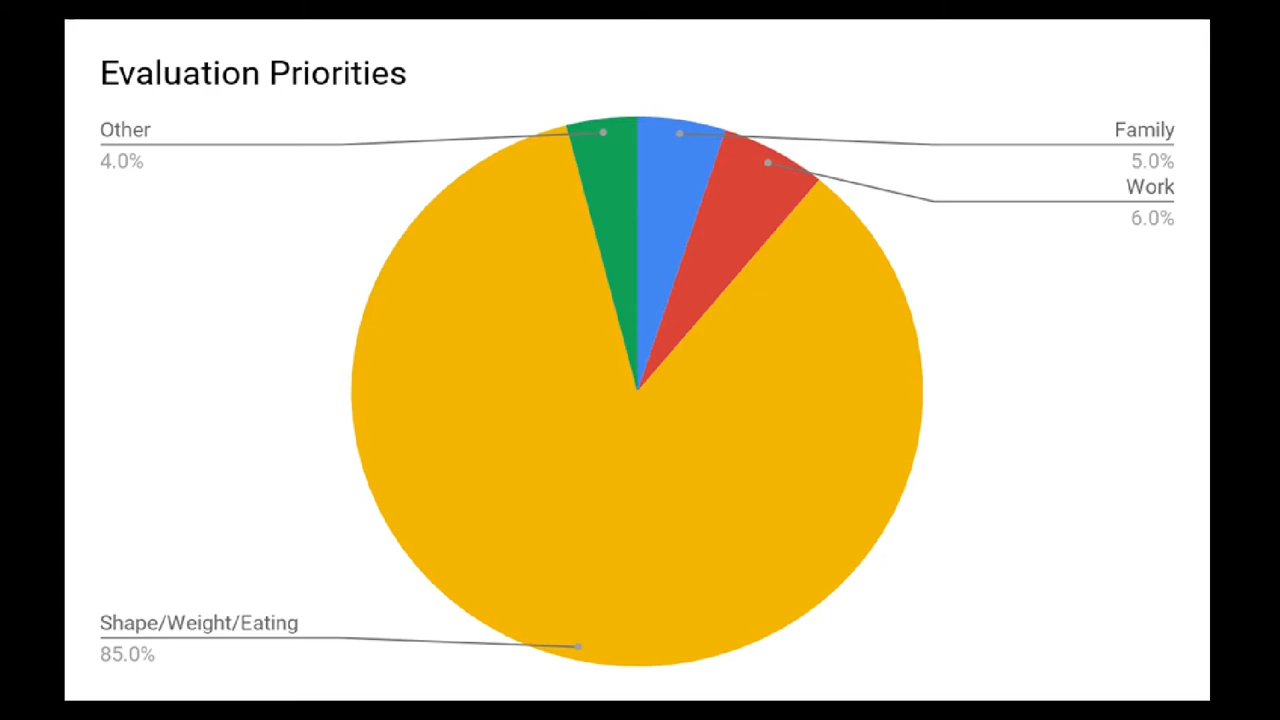 Evaluation Priorities
Other
4.0%
Family
5.0%
Work
6.0%
Shape/Weight/Eating
85.0%